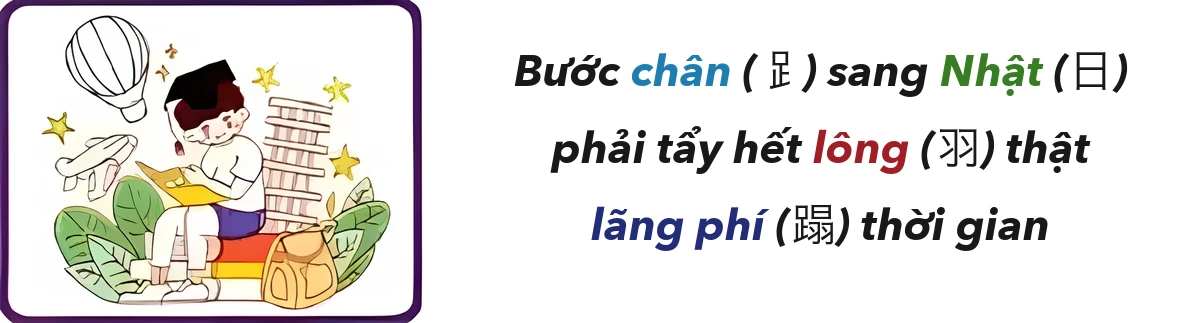 Bước chân (⻊) sang Nhật (日)
phải tẩy hết lông (羽) thật
lãng phí (蹋) thời gian